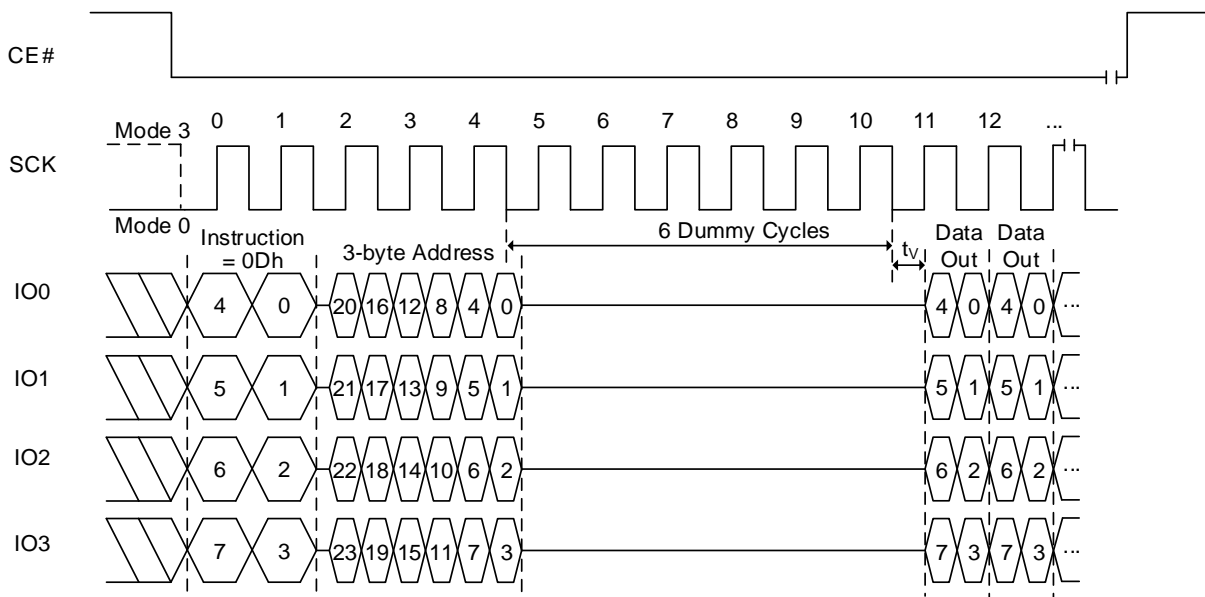 CE#
0 1 2 3 4 5 6 7 8 9 10 11 12 ...
Mode 3
SCK
Mode 0
Instruction
= 0Dh
3-byte Address
6 Dummy Cycles
tV
Data
Out
Data
Out
IO0 4 0 20 16 12 8 4 0 4 0 4 0 ...
IO1 5 1 21 17 13 9 5 1 5 1 5 1 ...
IO2 6 2 22 18 14 10 6 2 6 2 6 2 ...
IO3 7 3 23 19 15 11 7 3 7 3 7 3 ...